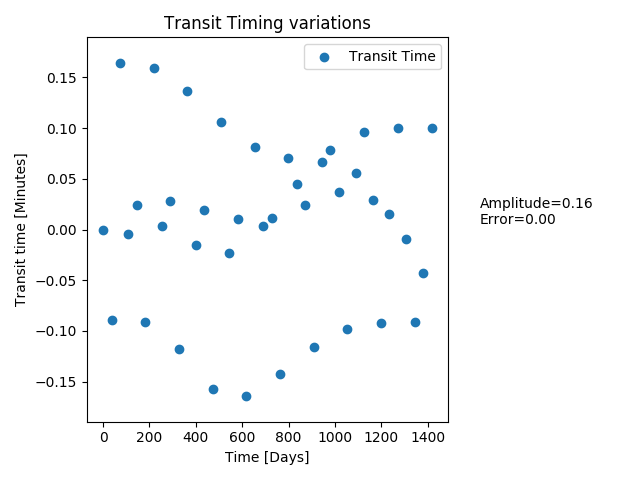 Transit Timing variations
Transit Time
0.15
0.10
0.05
0.00
−0.05
−0.10
−0.15
Transit time [Minutes]
0 200 400 600 800 1000 1200 1400
Time [Days]
Amplitude=0.16
Error=0.00